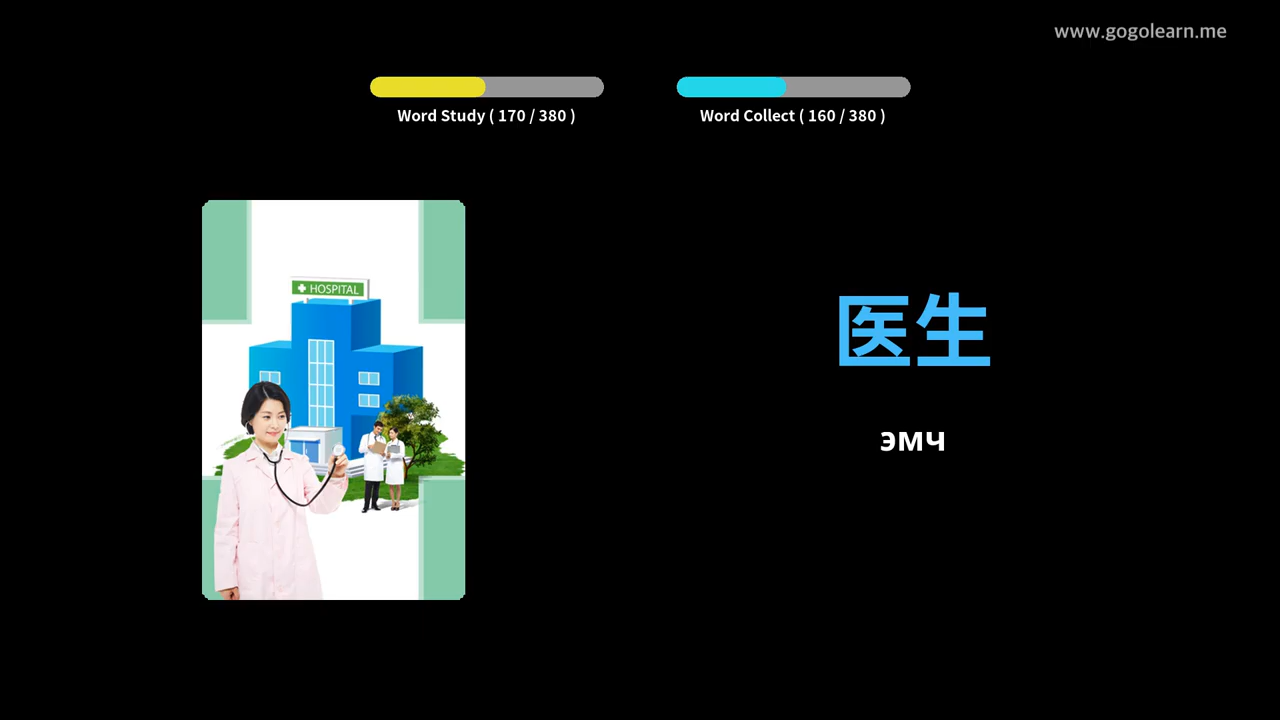 www.gogolearn.me
Word Study ( 170 / 380 )
Word Collect ( 160 / 380 )
HOSPITAL
医生
эмч